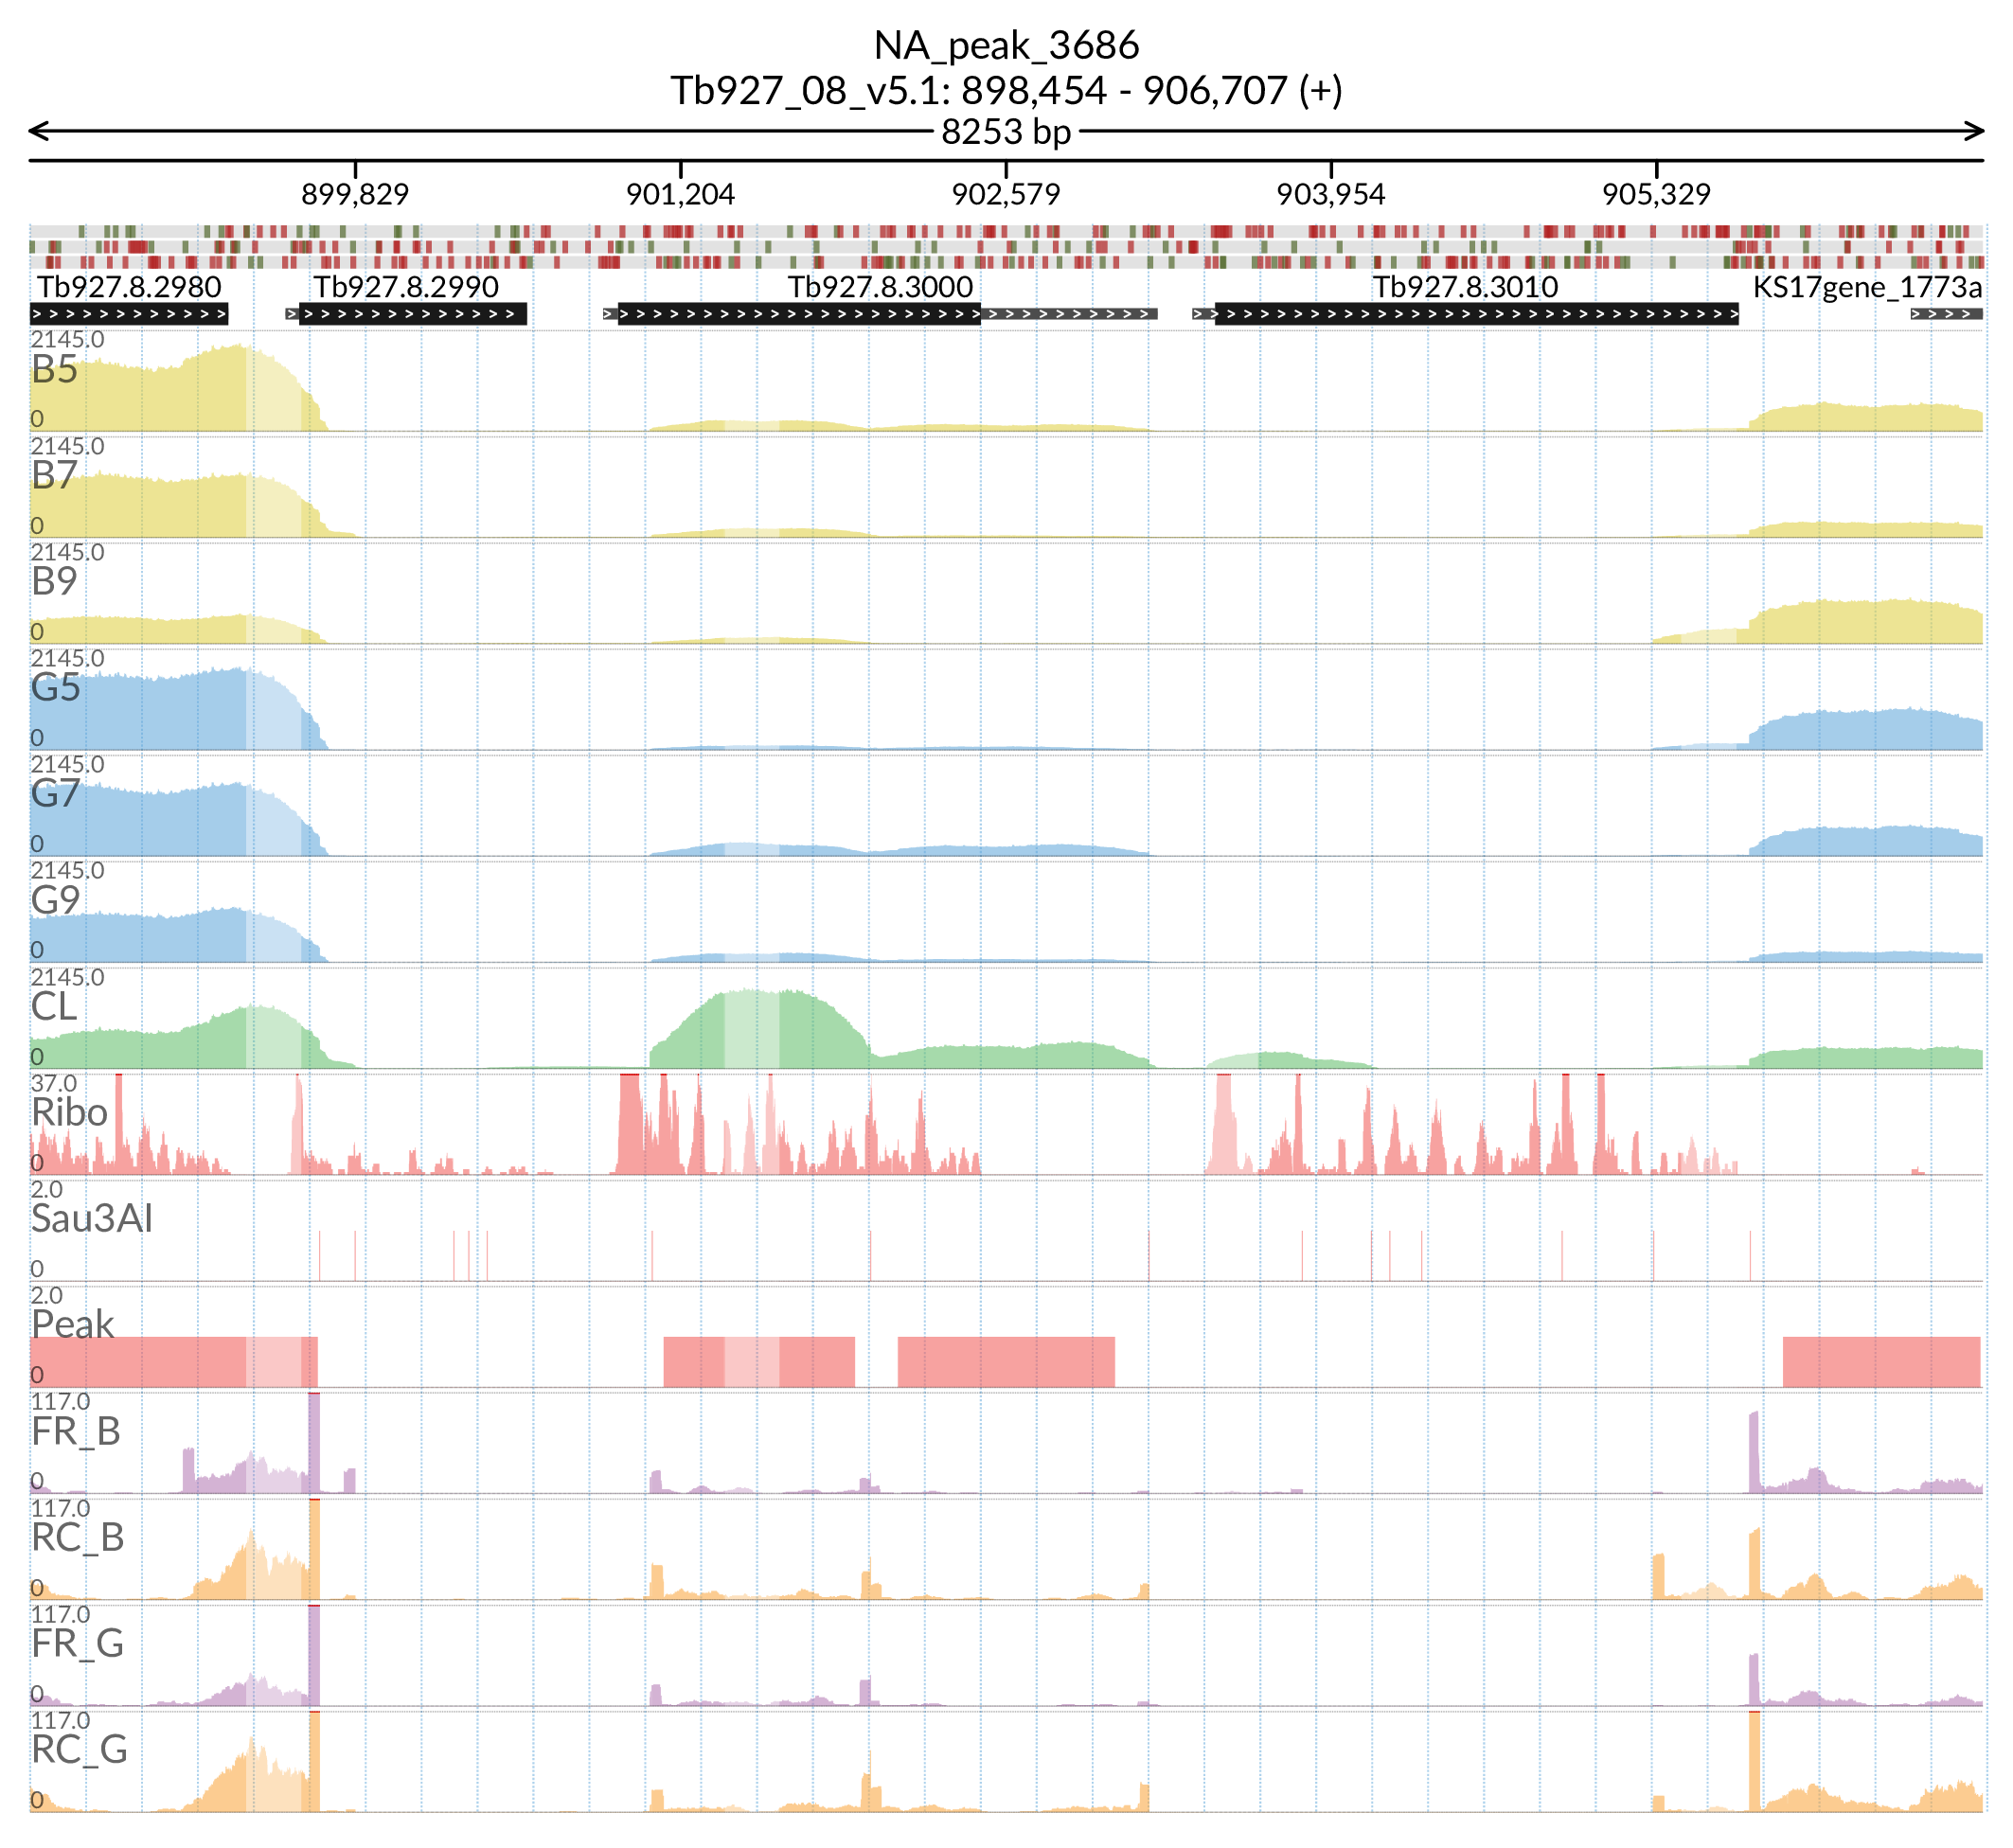 NA_peak_3686
Tb927_08_v5.1: 898,454 - 906,707 (+)
8253 bp
899,829 901,204 902,579 903,954 905,329
Tb927.8.2980 Tb927.8.2990 Tb927.8.3000 Tb927.8.3010 KS17gene_1773a
2145.0
B5
0
2145.0
B7
0
2145.0
B9
0
2145.0
G5
0
2145.0
G7
0
2145.0
G9
0
2145.0
CL
0
37.0
Ribo
0
2.0
Sau3AI
0
2.0
Peak
0
117.0
FR_B
0
117.0
RC_B
0
117.0
FR_G
0
117.0
RC_G
0